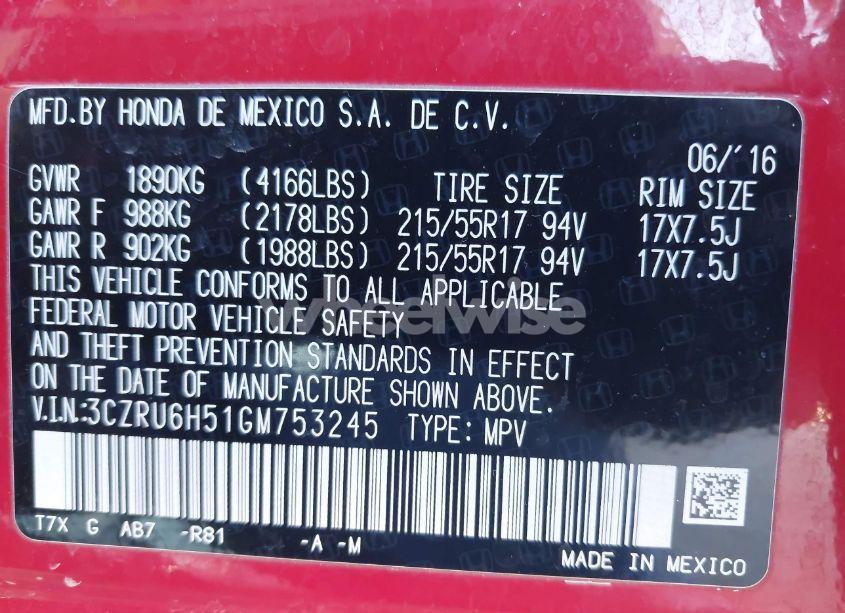 MFD.BY HONDA DE MEXICO S.A. DE C.V.
06/'16
GVWR 1890KG (4166LBS) TIRE SIZE RIM SIZE
GAWR F 988KG (2178LBS) 215/55R17 94V 17X7.5J
GAWR R 902KG (1988LBS) 215/55R17 94V 17X7.5J
THIS VEHICLE CONFORMS TO ALL APPLICABLE
FEDERAL MOTOR VEHICLE SAFETY
AND THEFT PREVENTION STANDARDS IN EFFECT
ON THE DATE OF MANUFACTURE SHOWN ABOVE.
V.I.N.:3CZRU6H51GM753245 TYPE: MPV
T7X G AB7 -R81 -A -M
MADE IN MEXICO
wheelwise